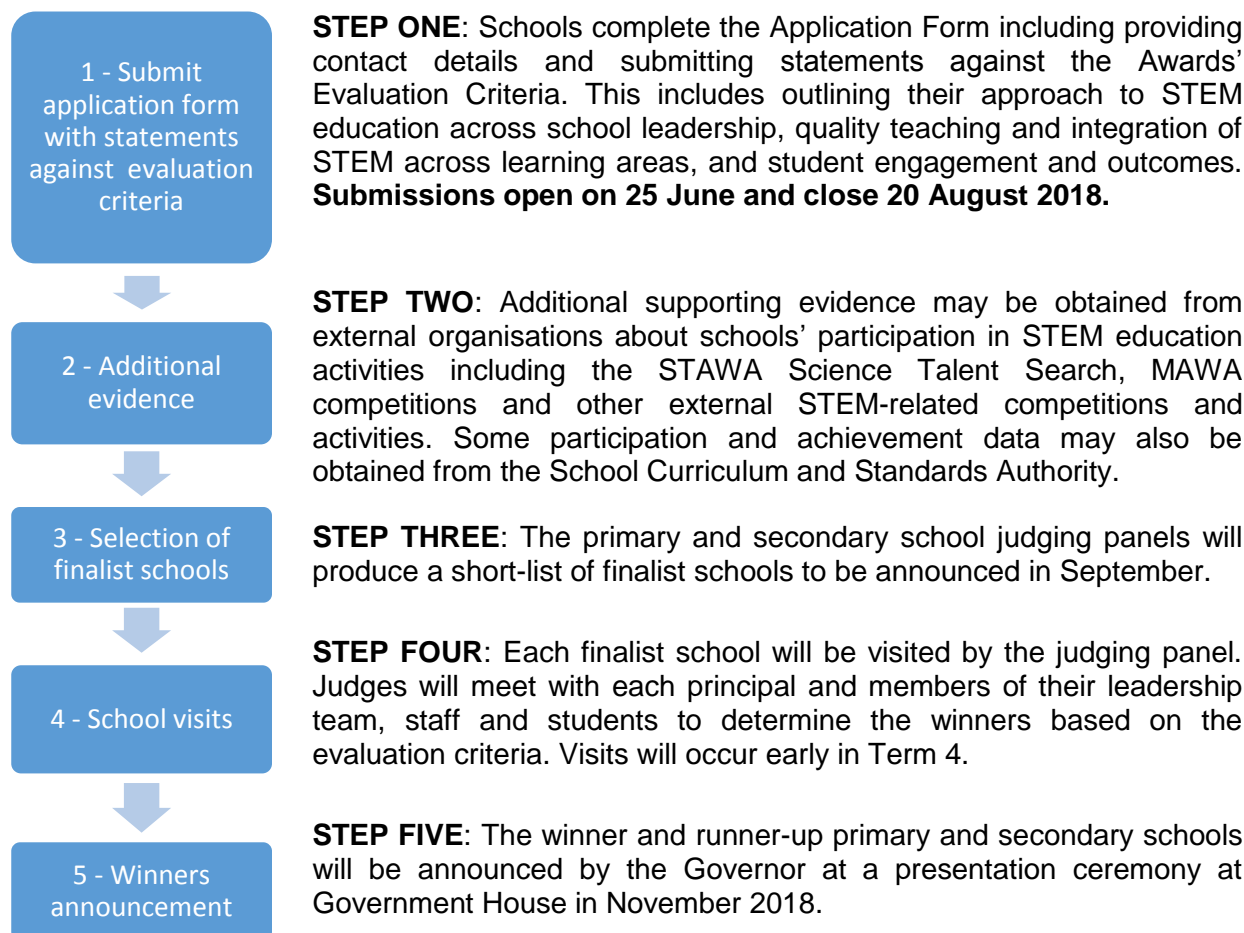 1 - Submit
application form
with statements
against evaluation
criteria
STEP ONE: Schools complete the Application Form including providing
contact details and submitting statements against the Awards’
Evaluation Criteria. This includes outlining their approach to STEM
education across school leadership, quality teaching and integration of
STEM across learning areas, and student engagement and outcomes.
Submissions open on 25 June and close 20 August 2018.
2 - Additional
evidence
STEP TWO: Additional supporting evidence may be obtained from
external organisations about schools’ participation in STEM education
activities including the STAWA Science Talent Search, MAWA
competitions and other external STEM-related competitions and
activities. Some participation and achievement data may also be
obtained from the School Curriculum and Standards Authority.
3 - Selection of
finalist schools
STEP THREE: The primary and secondary school judging panels will
produce a short-list of finalist schools to be announced in September.
4 - School visits
STEP FOUR: Each finalist school will be visited by the judging panel.
Judges will meet with each principal and members of their leadership
team, staff and students to determine the winners based on the
evaluation criteria. Visits will occur early in Term 4.
5 - Winners
announcement
STEP FIVE: The winner and runner-up primary and secondary schools
will be announced by the Governor at a presentation ceremony at
Government House in November 2018.